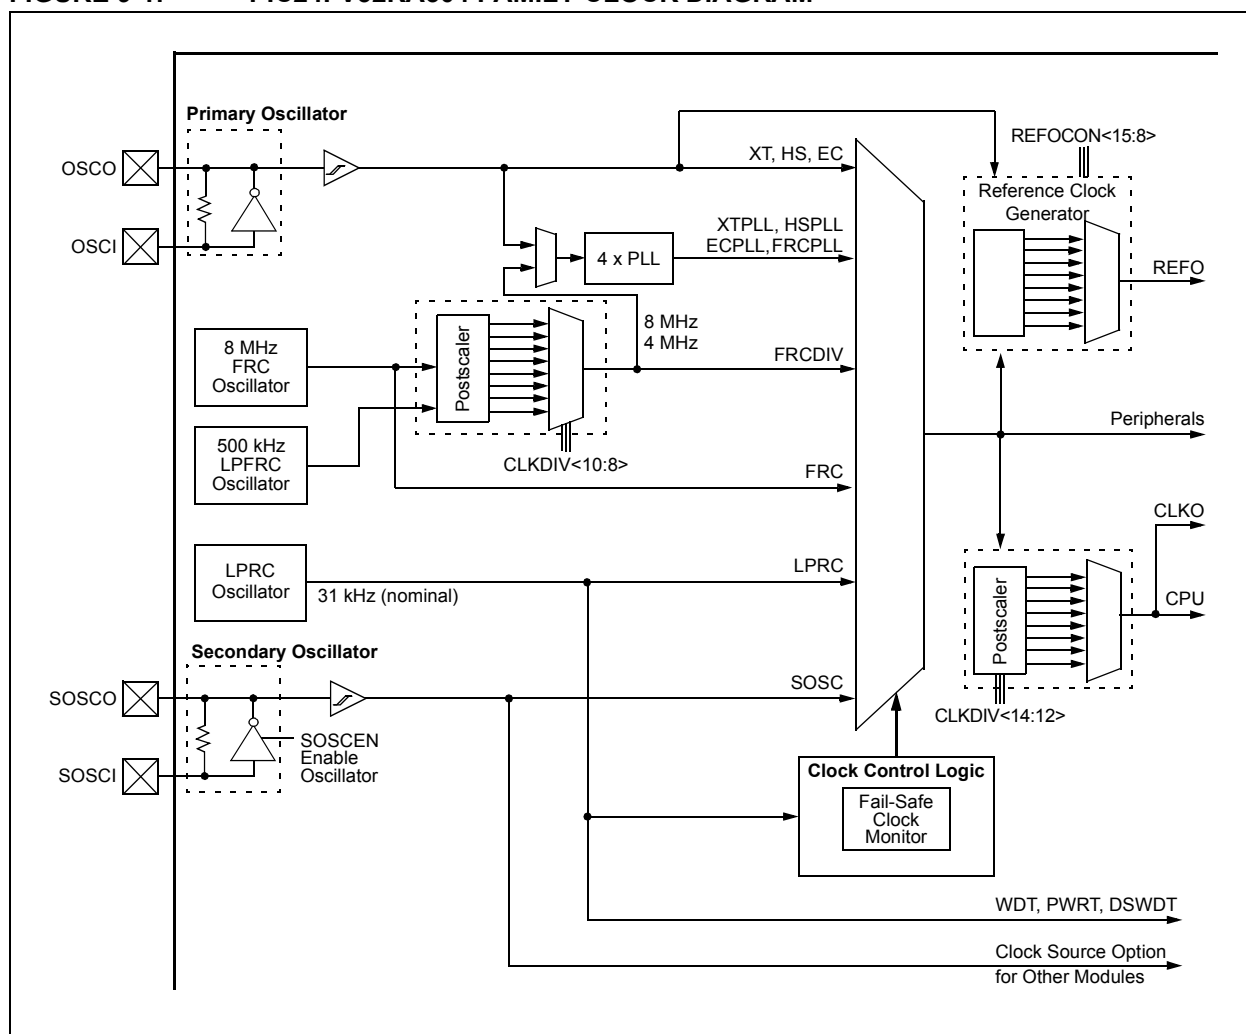 Primary Oscillator
OSCO
OSCI
XT, HS, EC
REFOCON<15:8>
Reference Clock
Generator
REFO
XTPLL, HSPLL
ECPLL,FRCPLL
4 x PLL
8 MHz
4 MHz
8 MHz
FRC
Oscillator
Postscaler
FRCDIV
Peripherals
500 kHz
LPFRC
Oscillator
CLKDIV<10:8>
FRC
CLKO
LPRC
Oscillator
31 kHz (nominal)
LPRC
CPU
Postscaler
CLKDIV<14:12>
Secondary Oscillator
SOSCO
SOSCI
SOSC
SOSCEN
Enable
Oscillator
Clock Control Logic
Fail-Safe
Clock
Monitor
WDT, PWRT, DSWDT
Clock Source Option
for Other Modules